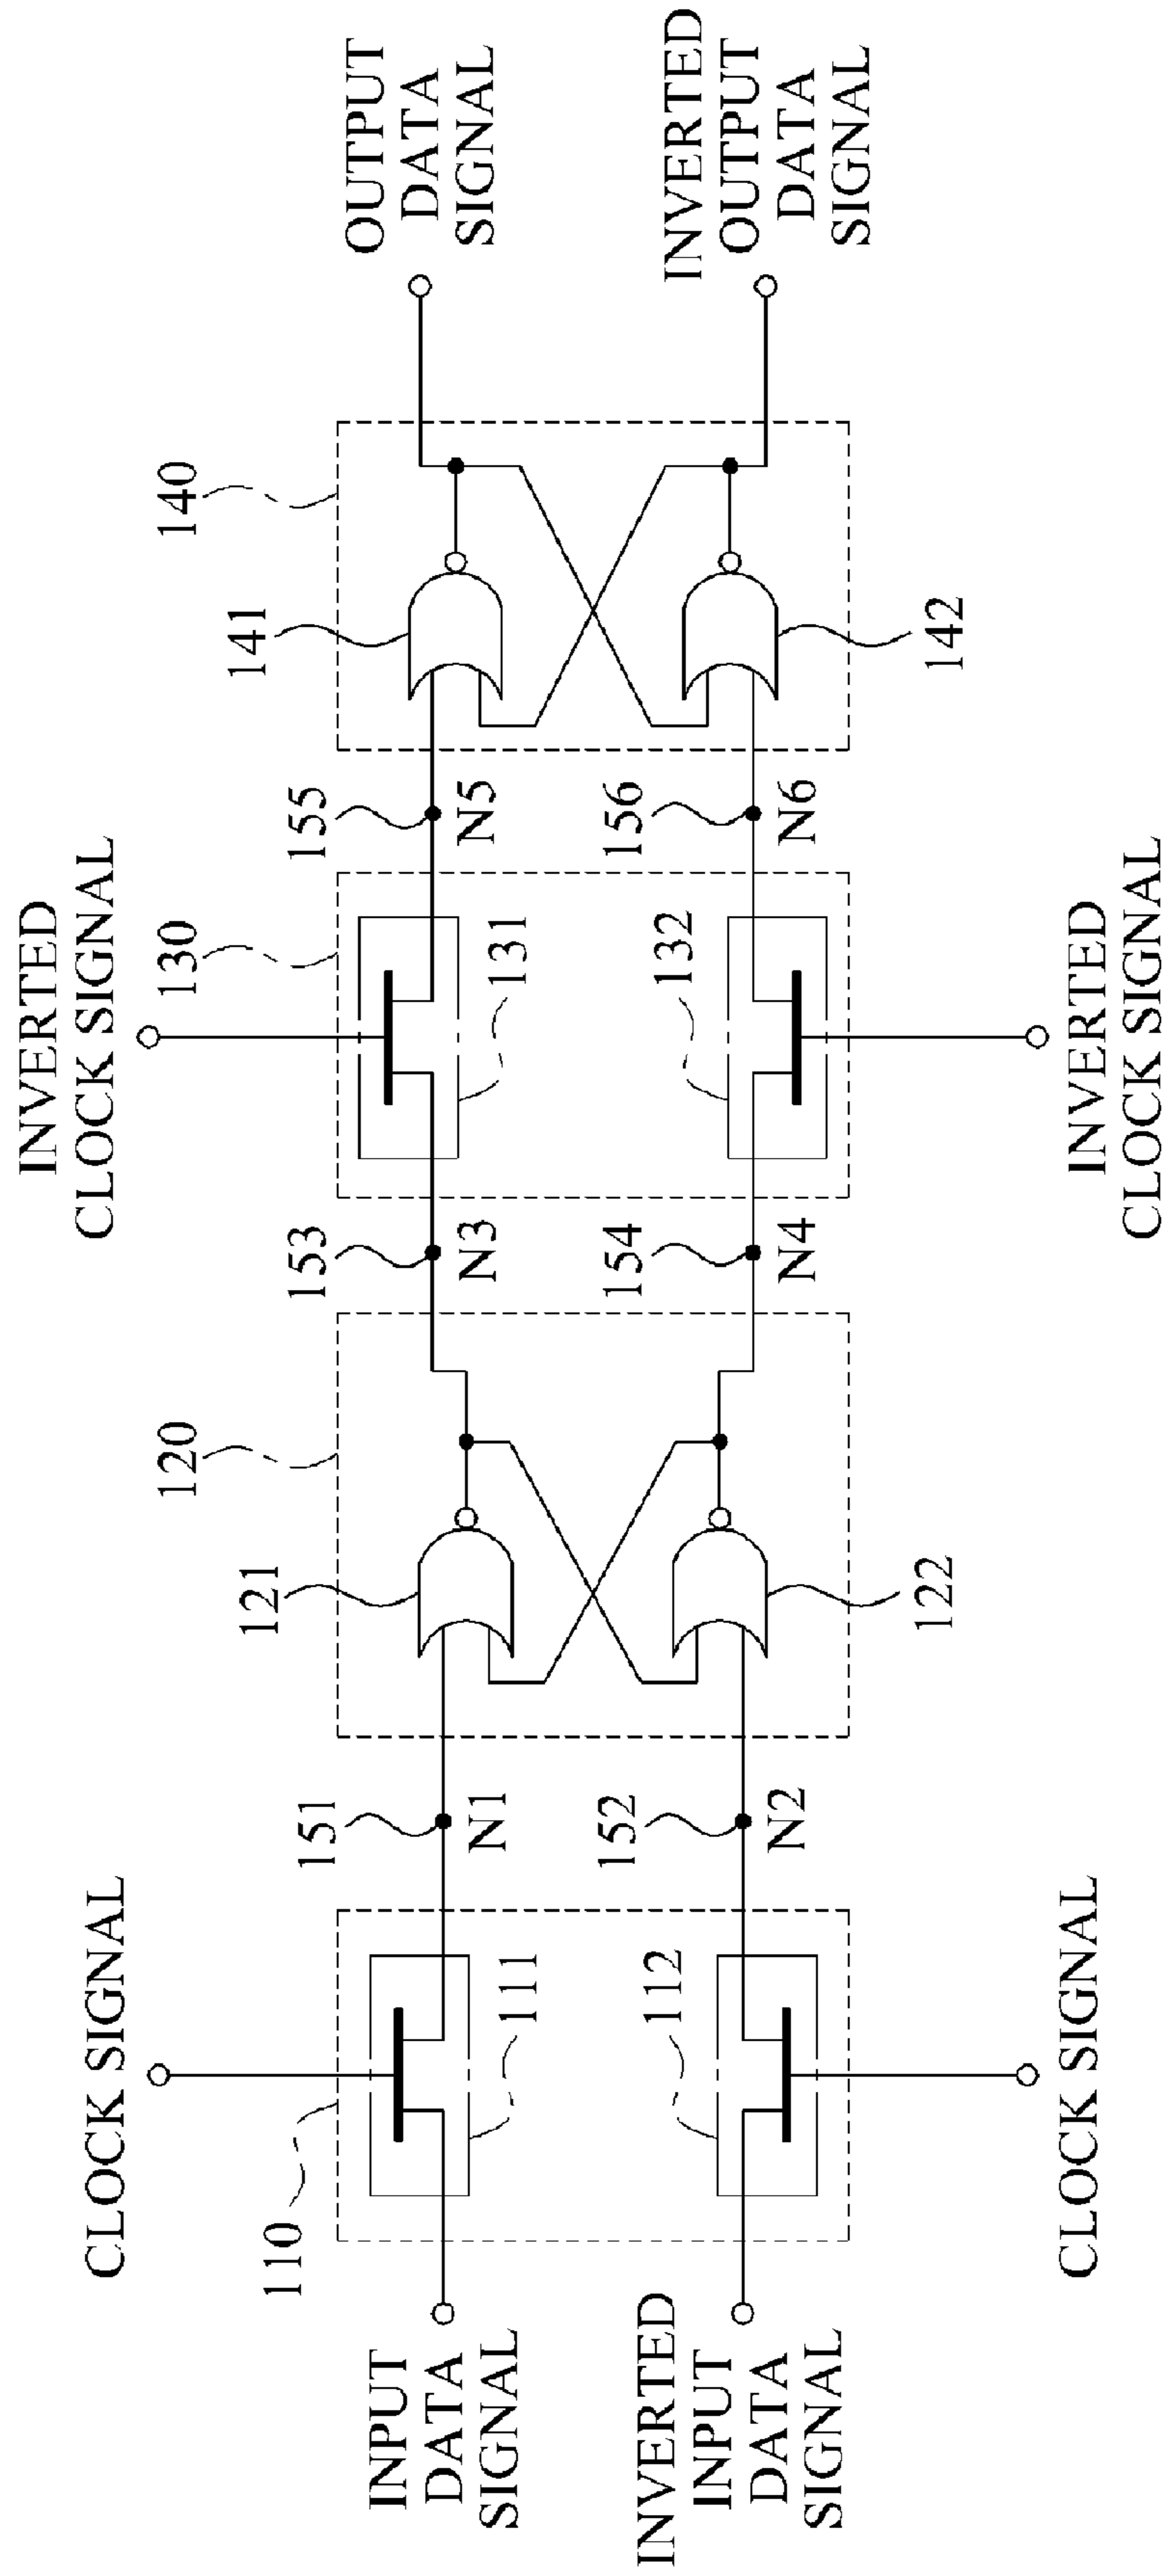 INVERTED
CLOCK SIGNAL
CLOCK SIGNAL
110
120
130
140
INPUT
DATA
SIGNAL
111
151
N1
121
153
N3
131
155
N5
141
OUTPUT
DATA
SIGNAL
INVERTED
INPUT
DATA
SIGNAL
112
152
N2
122
154
N4
132
156
N6
142
INVERTED
OUTPUT
DATA
SIGNAL
CLOCK SIGNAL
INVERTED
CLOCK SIGNAL